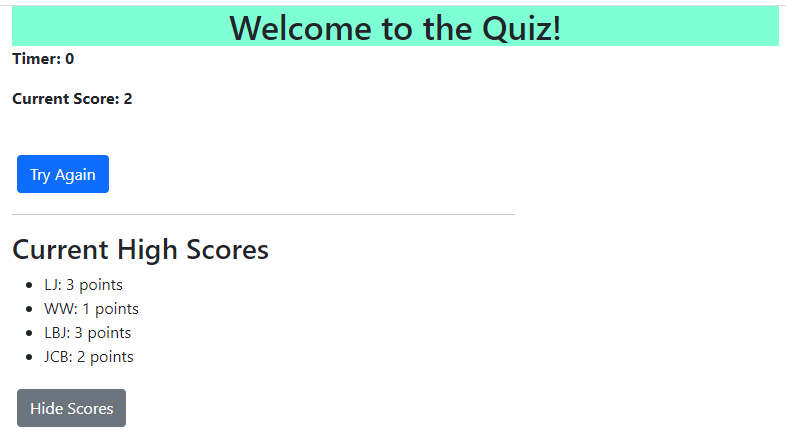 Welcome to the Quiz!
Timer: 0
Current Score: 2
Try Again
Current High Scores
LJ: 3 points
WW: 1 points
LBJ: 3 points
JCB: 2 points
Hide Scores